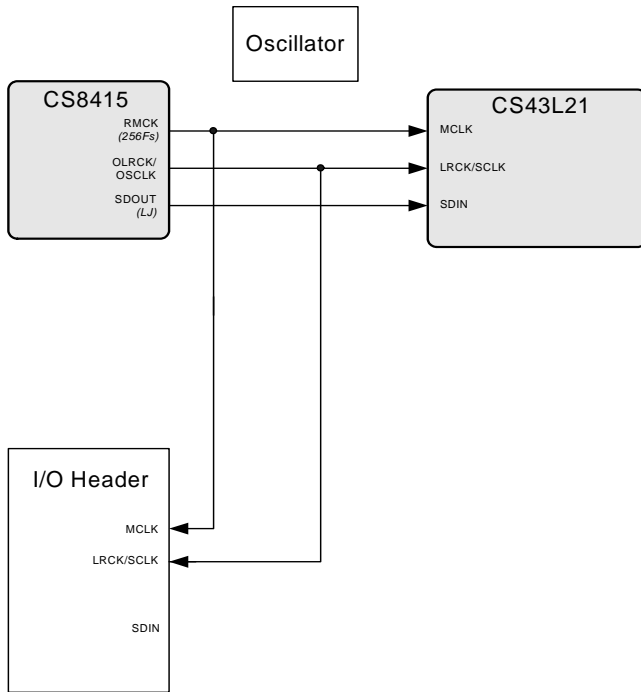 Oscillator
CS8415
RMCK
(256Fs)
OLRCK/
OSCLK
SDOUT
(LJ)
CS43L21
MCLK
LRCK/SCLK
SDIN
I/O Header
MCLK
LRCK/SCLK
SDIN